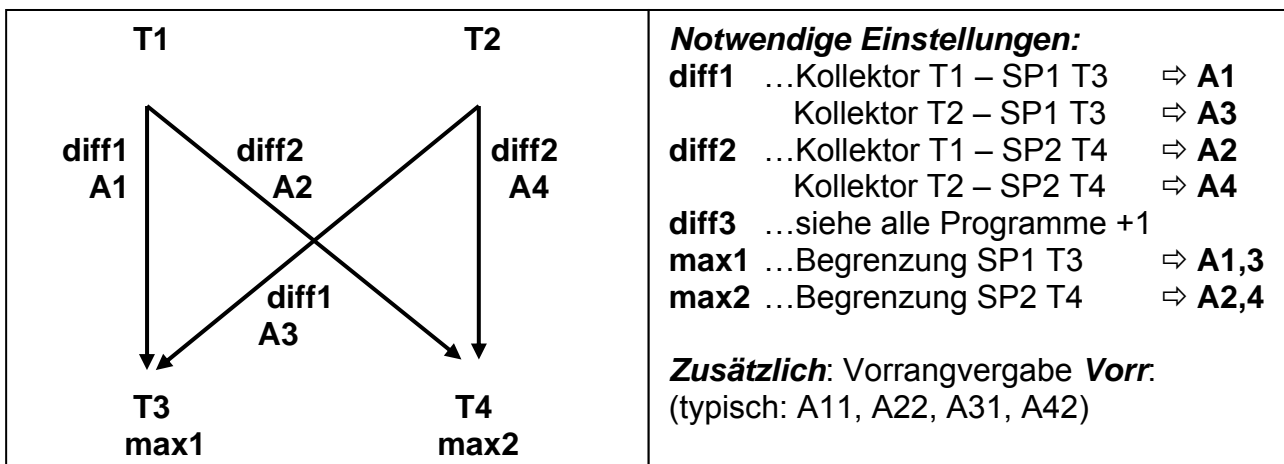 T1 T2
diff1 diff2 diff2
A1 A2 A4
diff1
A3
T3 T4
max1 max2
Notwendige Einstellungen:
diff1 …Kollektor T1 – SP1 T3 ⇨ A1
Kollektor T2 – SP1 T3 ⇨ A3
diff2 …Kollektor T1 – SP2 T4 ⇨ A2
Kollektor T2 – SP2 T4 ⇨ A4
diff3 …siehe alle Programme +1
max1 …Begrenzung SP1 T3 ⇨ A1,3
max2 …Begrenzung SP2 T4 ⇨ A2,4
Zusätzlich: Vorrangvergabe Vorr:
(typisch: A11, A22, A31, A42)